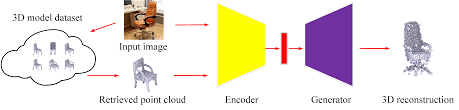 3D model dataset
Input image
Retrieved point cloud
Encoder
Generator
3D reconstruction